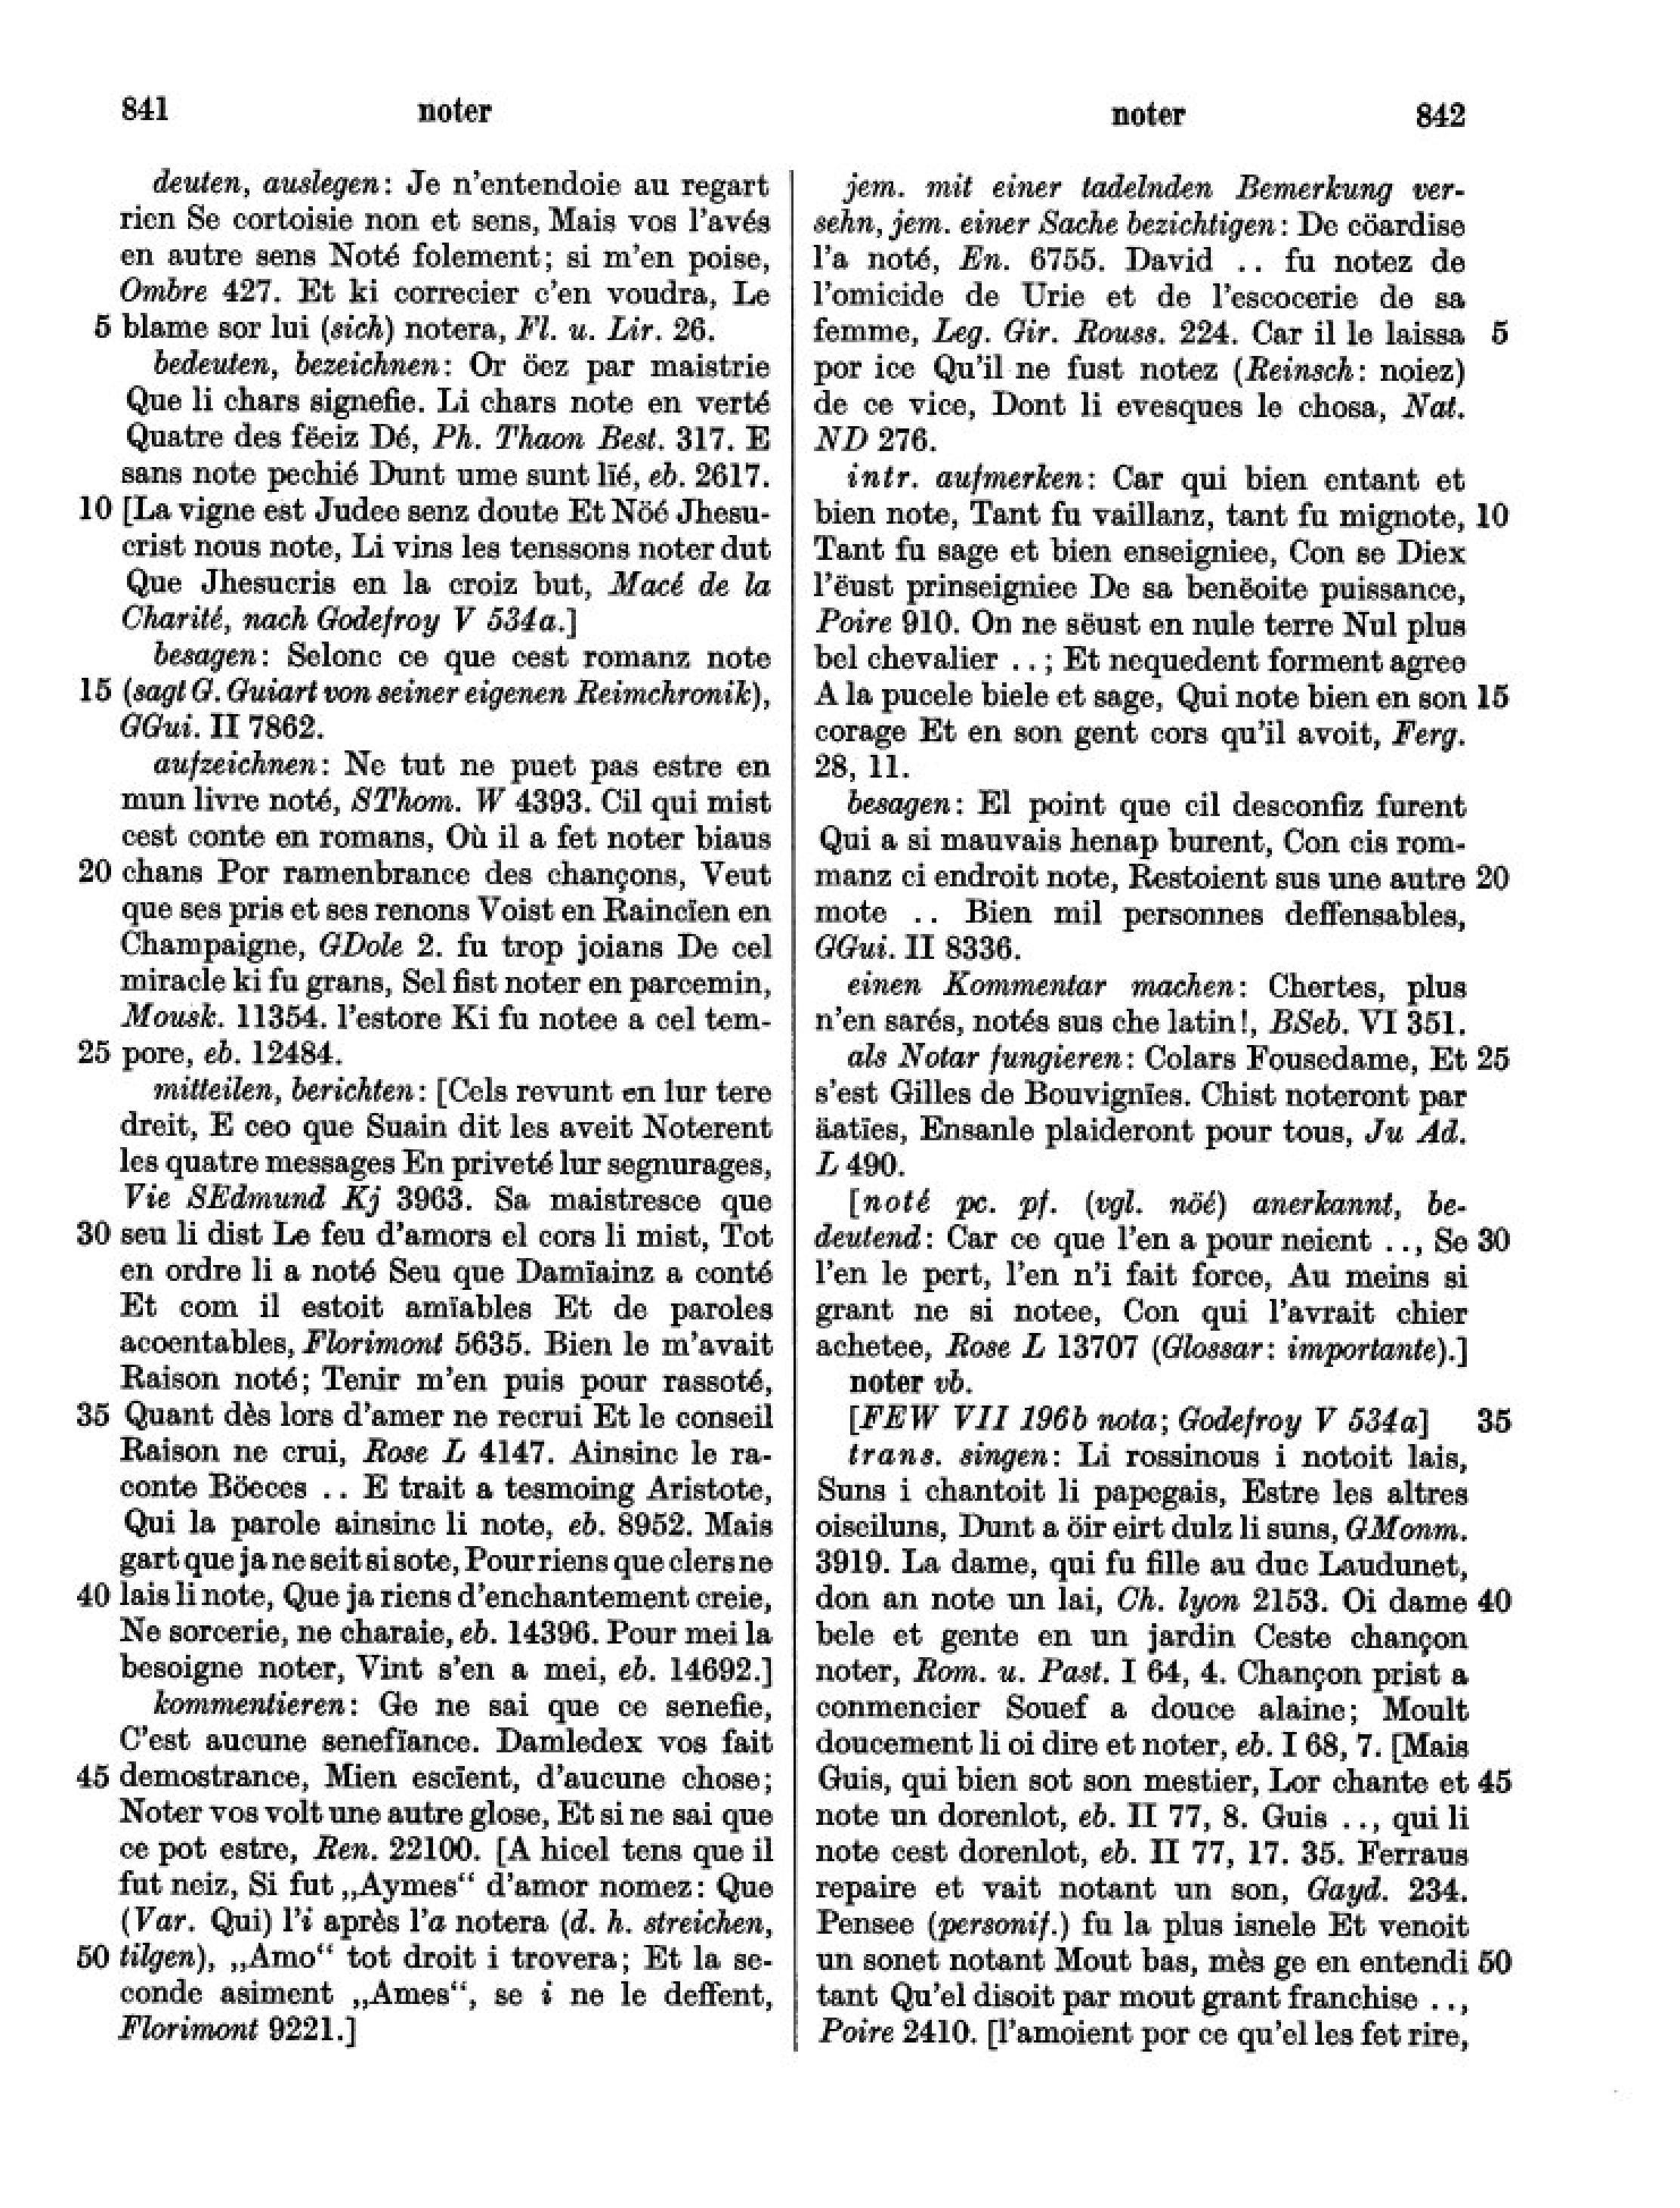 841 noter
deuten, auslegen: Je n'entendoie au regart
rien Se cortoisie non et sens, Mais vos l'avés
en autre sens Noté folement; si m'en poise,
Ombre 427. Et ki correcier c'en voudra, Le
5 blame sor lui (sich) notera, Fl. u. Lir. 26.
bedeuten, bezeichnen: Or öez par maistrie
Que li chars signefie. Li chars note en verté
Quatre des fëciz Dé, Ph. Thaon Best. 317. E
sans note pechié Dunt ume sunt lïé, eb. 2617.
10 [La vigne est Judee senz doute Et Nöé Jhesu-
crist nous note, Li vins les tenssons noter dut
Que Jhesucris en la croiz but, Macé de la
Charité, nach Godefroy V 534a.]
besagen: Selonc ce que cest romanz note
15 (sagt G. Guiart von seiner eigenen Reimchronik),
GGui. II 7862.
aufzeichnen: Ne tut ne puet pas estre en
mun livre noté, SThom. W 4393. Cil qui mist
cest conte en romans, Où il a fet noter biaus
20 chans Por ramenbrance des chançons, Veut
que ses pris et ses renons Voist en Raincïen en
Champaigne, GDole 2. fu trop joians De cel
miracle ki fu grans, Sel fist noter en parcemin,
Mousk. 11354. l'estore Ki fu notee a cel tem-
25 pore, eb. 12484.
mitteilen, berichten: [Cels revunt en lur tere
dreit, E ceo que Suain dit les aveit Noterent
les quatre messages En priveté lur segnurages,
Vie SEdmund Kj 3963. Sa maistresce que
30 seu li dist Le feu d'amors el cors li mist, Tot
en ordre li a noté Seu que Damïainz a conté
Et com il estoit amïables Et de paroles
acoentables, Florimont 5635. Bien le m'avait
Raison noté; Tenir m'en puis pour rassoté,
35 Quant dès lors d'amer ne recrui Et le conseil
Raison ne crui, Rose L 4147. Ainsinc le ra-
conte Böeces .. E trait a tesmoing Aristote,
Qui la parole ainsinc li note, eb. 8952. Mais
gart que ja ne seit si sote, Pour riens que clers ne
40 lais li note, Que ja riens d'enchantement creie,
Ne sorcerie, ne charaie, eb. 14396. Pour mei la
besoigne noter, Vint s'en a mei, eb. 14692.]
kommentieren: Ge ne sai que ce senefie,
C'est aucune senefïance. Damledex vos fait
45 demostrance, Mien escïent, d'aucune chose;
Noter vos volt une autre glose, Et si ne sai que
ce pot estre, Ren. 22100. [A hicel tens que il
fut neiz, Si fut „Aymes“ d'amor nomez: Que
(Var. Qui) l'i après l'a notera (d. h. streichen,
50 tilgen), „Amo“ tot droit i trovera; Et la se-
conde asiment „Ames“, se i ne le deffent,
Florimont 9221.]
noter 842
jem. mit einer tadelnden Bemerkung ver-
sehn, jem. einer Sache bezichtigen: De cöardise
l'a noté, En. 6755. David .. fu notez de
l'omicide de Urie et de l'escocerie de sa
femme, Leg. Gir. Rouss. 224. Car il le laissa 5
por ice Qu'il ne fust notez (Reinsch: noiez)
de ce vice, Dont li evesques le chosa, Nat.
ND 276.
intr. aufmerken: Car qui bien entant et
bien note, Tant fu vaillanz, tant fu mignote, 10
Tant fu sage et bien enseigniee, Con se Diex
l'ëust prinseigniee De sa benëoite puissance,
Poire 910. On ne sëust en nule terre Nul plus
bel chevalier ..; Et nequedent forment agree
A la pucele biele et sage, Qui note bien en son 15
corage Et en son gent cors qu'il avoit, Ferg.
28, 11.
besagen: El point que cil desconfiz furent
Qui a si mauvais henap burent, Con cis rom-
manz ci endroit note, Restoient sus une autre 20
mote .. Bien mil personnes deffensables,
GGui. II 8336.
einen Kommentar machen: Chertes, plus
n'en sarés, notés sus che latin!, BSeb. VI 351.
als Notar fungieren: Colars Fousedame, Et 25
s'est Gilles de Bouvignïes. Chist noteront par
äatïes, Ensanle plaideront pour tous, Ju Ad.
L 490.
[noté pc. pf. (vgl. nöé) anerkannt, be-
deutend: Car ce que l'en a pour neient .., Se 30
l'en le pert, l'en n'i fait force, Au meins si
grant ne si notee, Con qui l'avrait chier
achetee, Rose L 13707 (Glossar: importante).]
noter vb.
[FEW VII 196b nota; Godefroy V 534a] 35
trans. singen: Li rossinous i notoit lais,
Suns i chantoit li papegais, Estre les altres
oiseiluns, Dunt a öir eirt dulz li suns, GMonm.
3919. La dame, qui fu fille au duc Laudunet,
don an note un lai, Ch. lyon 2153. Oi dame 40
bele et gente en un jardin Ceste chançon
noter, Rom. u. Past. I 64, 4. Chançon prist a
conmencier Souef a douce alaine; Moult
doucement li oi dire et noter, eb. I 68, 7. [Mais
Guis, qui bien sot son mestier, Lor chante et 45
note un dorenlot, eb. II 77, 8. Guis .., qui li
note cest dorenlot, eb. II 77, 17. 35. Ferraus
repaire et vait notant un son, Gayd. 234.
Pensee (personif.) fu la plus isnele Et venoit
un sonet notant Mout bas, mès ge en entendi 50
tant Qu'el disoit par mout grant franchise ..,
Poire 2410. [l'amoient por ce qu'el les fet rire,